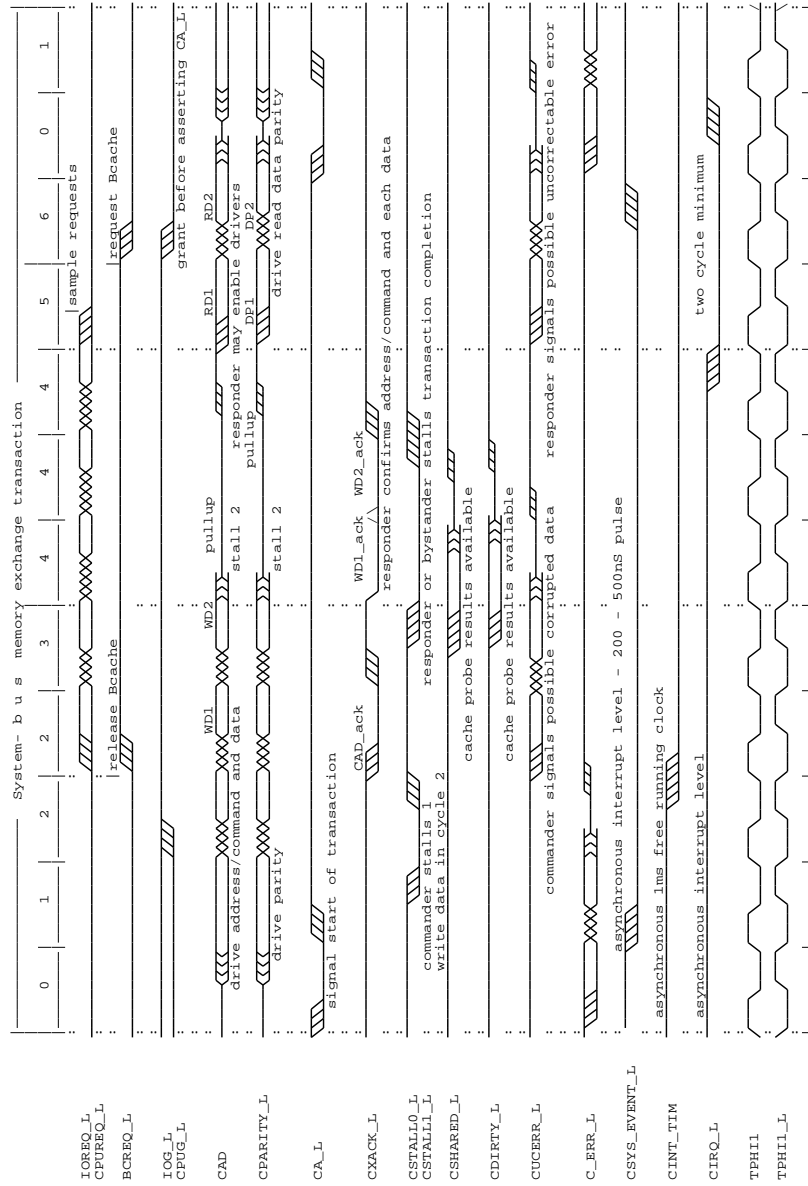 System- b u s memory exchange transaction
0 1 2 2 3 4 4 4 5 6 0 1
IOREQ_L
CPUREQ_L
sample requests
BCREQ_L
release Bcache
request Bcache
IOG_L
CPUG_L
grant before asserting CA_L
CAD
WD1
WD2
pullup
RD1
RD2
drive address/command and data
stall 2
responder may enable drivers
CPARITY_L
pullup
DP1
DP2
drive parity
stall 2
drive read data parity
CA_L
signal start of transaction
CXACK_L
CAD_ack
WD1_ack
WD2_ack
responder confirms address/command and each data
CSTALL0_L
CSTALL1_L
commander stalls 1
write data in cycle 2
responder or bystander stalls transaction completion
CSHARED_L
cache probe results available
CDIRTY_L
cache probe results available
CUCERR_L
commander signals possible corrupted data
responder signals possible uncorrectable error
C_ERR_L
CSYS_EVENT_L
asynchronous interrupt level - 200 - 500nS pulse
CINT_TIM
asynchronous 1ms free running clock
CIRQ_L
asynchronous interrupt level
two cycle minimum
TPHI1
TPHI1_L